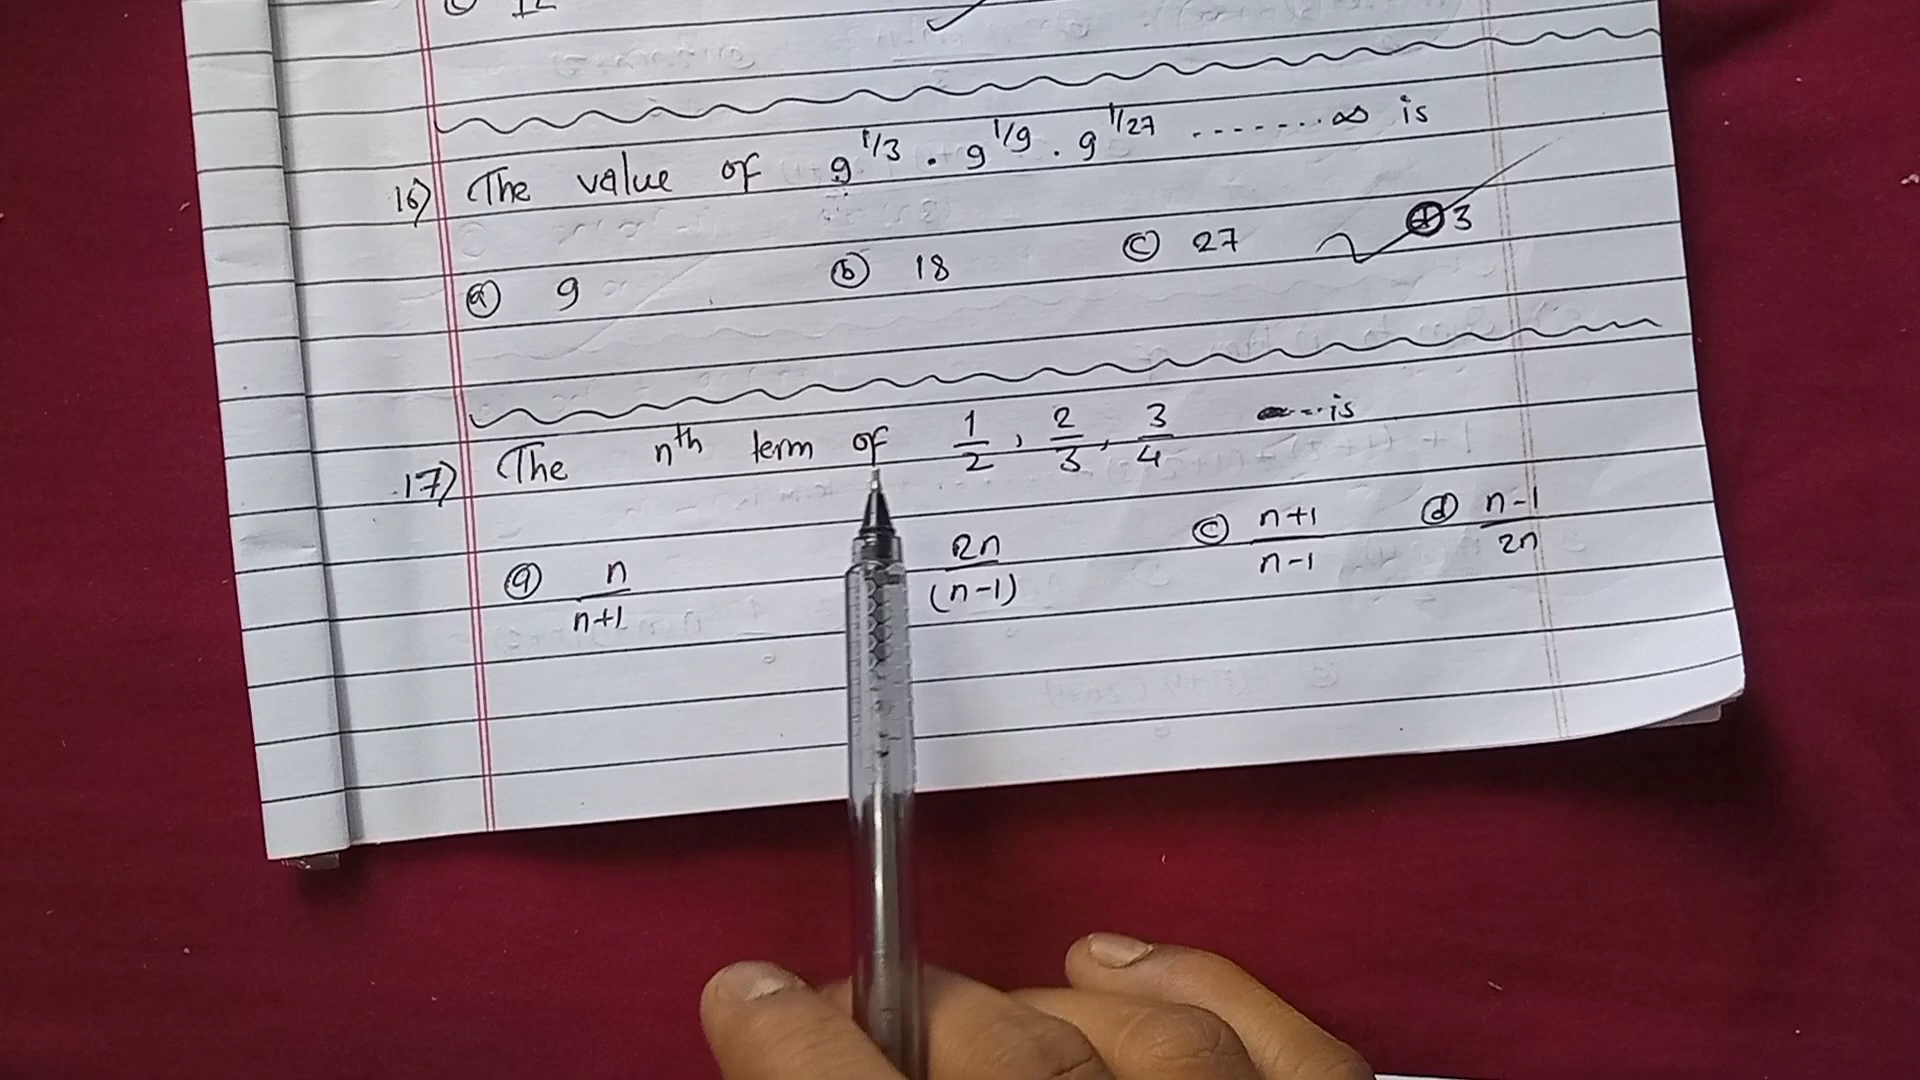 16) The value of 9^1/3 . 9^1/9 . 9^1/27 ....... ∞ is
ⓐ 9 ⓑ 18 ⓒ 27 ⓓ 3
17) The nth term of 1/2, 2/3, 3/4 ... is
ⓐ n/n+1 2n/(n-1) ⓒ n+1/n-1 ⓓ n-1/2n